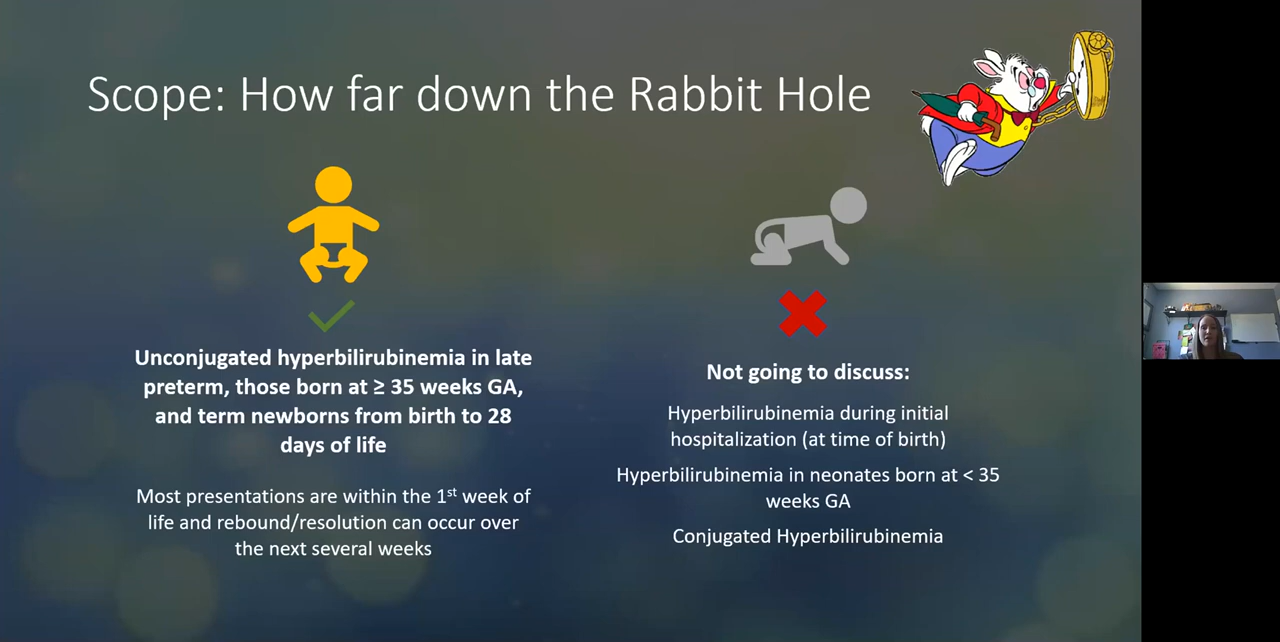 Scope: How far down the Rabbit Hole
Unconjugated hyperbilirubinemia in late
preterm, those born at ≥ 35 weeks GA,
and term newborns from birth to 28
days of life
Most presentations are within the 1st week of
life and rebound/resolution can occur over
the next several weeks
Not going to discuss:
Hyperbilirubinemia during initial
hospitalization (at time of birth)
Hyperbilirubinemia in neonates born at < 35
weeks GA
Conjugated Hyperbilirubinemia